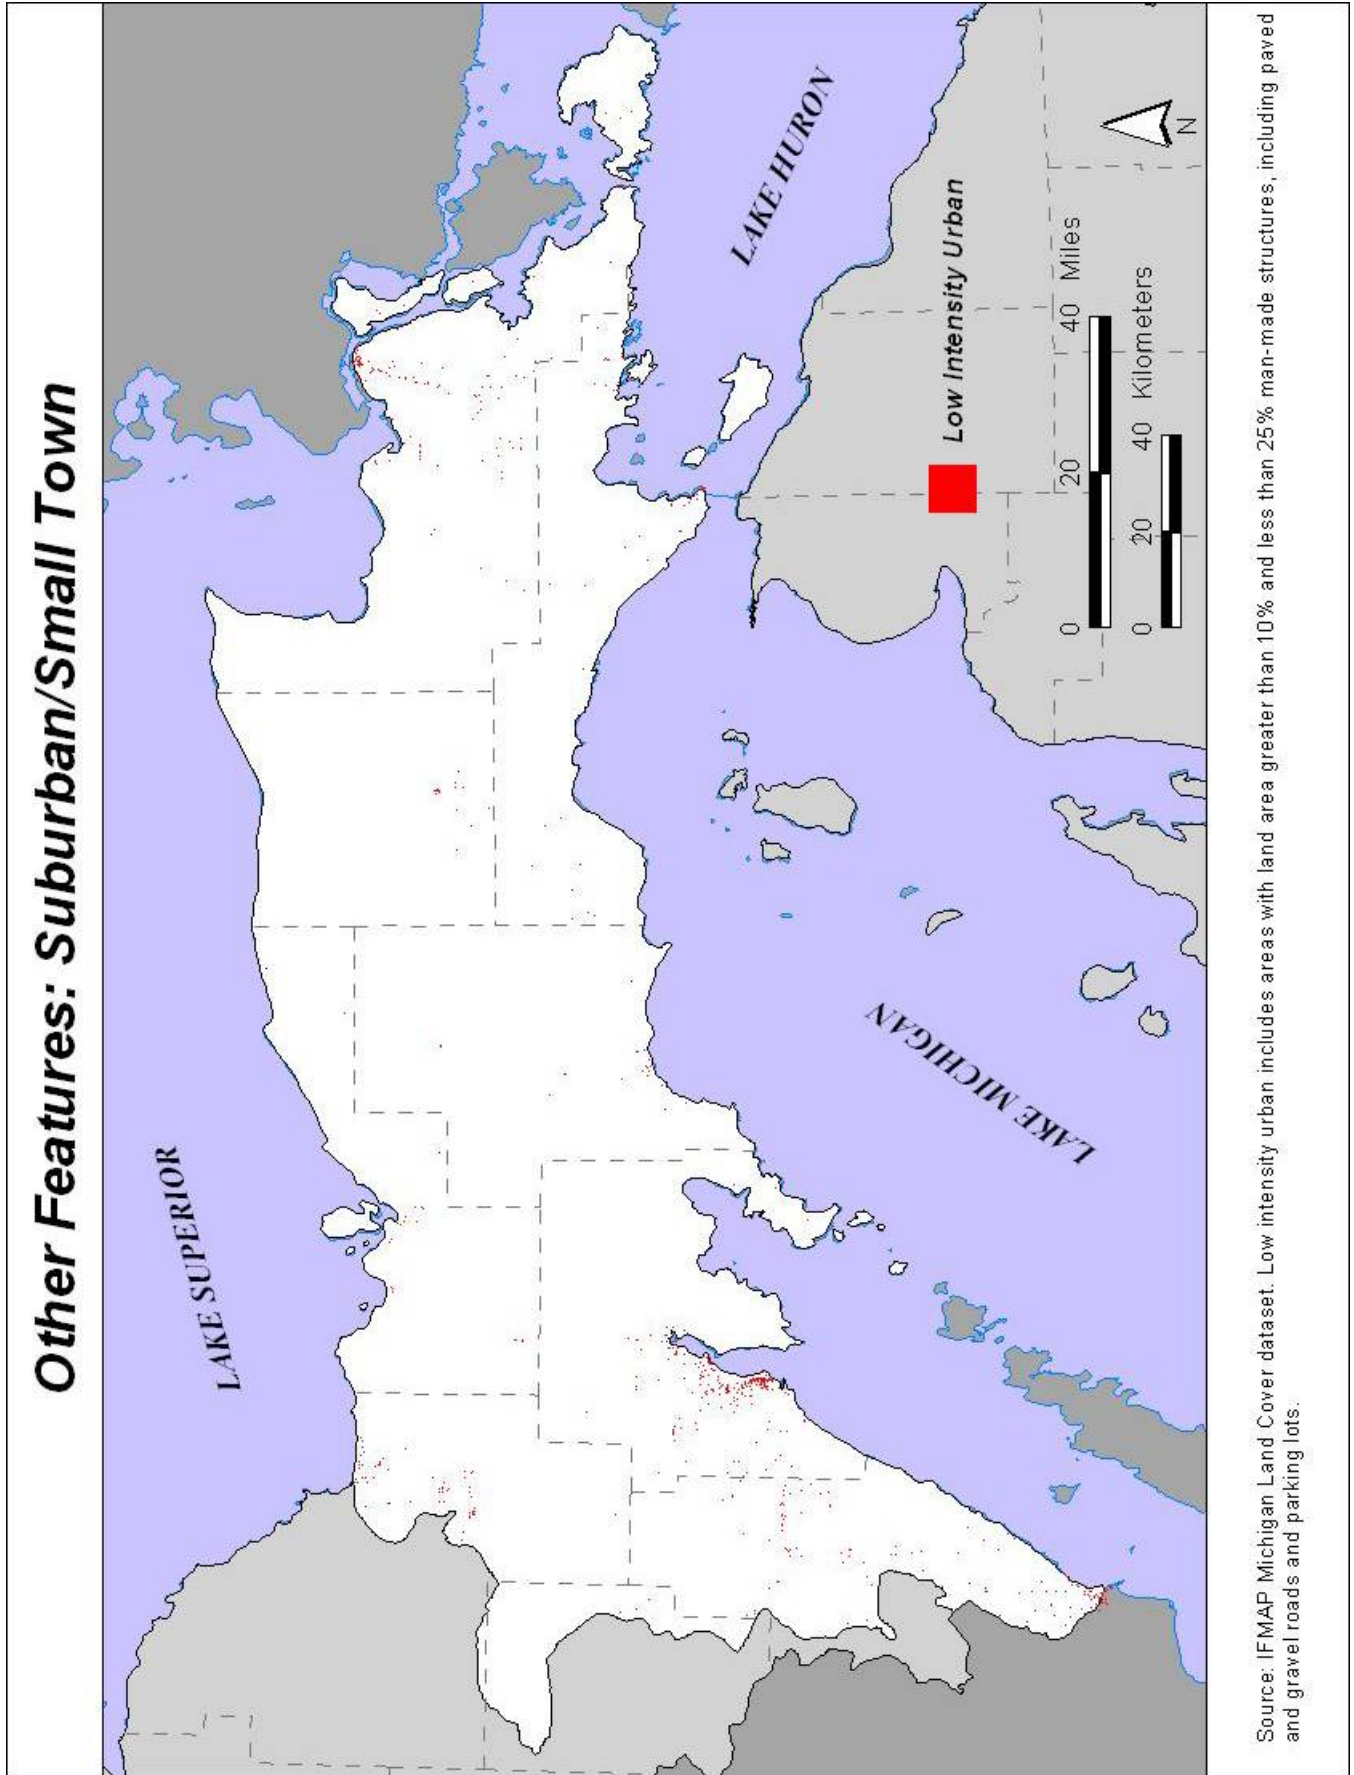 Other Features: Suburban/Small Town
LAKE SUPERIOR
LAKE HURON
LAKE MICHIGAN
Low Intensity Urban
0 20 40 Miles
0 20 40 Kilometers
N
Source: IFMAP Michigan Land Cover dataset. Low intensity urban includes areas with land area greater than 10% and less than 25% man-made structures, including paved
and gravel roads and parking lots.